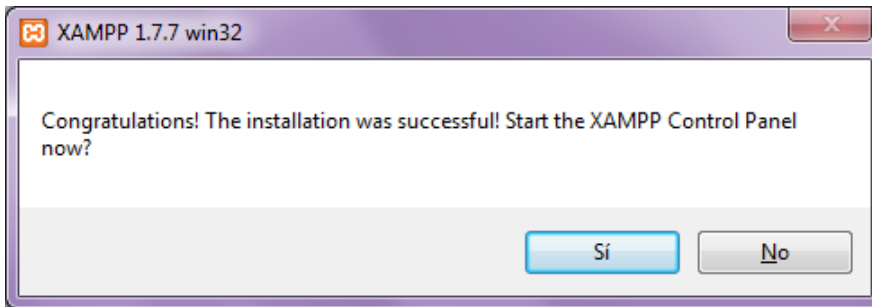 XAMPP 1.7.7 win32
Congratulations! The installation was successful! Start the XAMPP Control Panel
now?
Sí
No